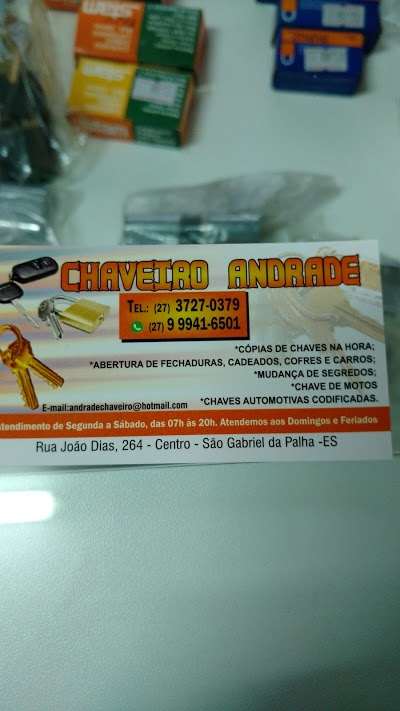 CHAVEIRO ANDRADE
TEL.: (27) 3727-0379
(27) 9 9941-6501
*CÓPIAS DE CHAVES NA HORA;
*ABERTURA DE FECHADURAS, CADEADOS, COFRES E CARROS;
*MUDANÇA DE SEGREDOS;
*CHAVE DE MOTOS
*CHAVES AUTOMOTIVAS CODIFICADAS.
E-mail:andradechaveiro@hotmail.com
tendimento de Segunda a Sábado, das 07h às 20h. Atendemos aos Domingos e Feriados
Rua João Dias, 264 - Centro - São Gabriel da Palha -ES